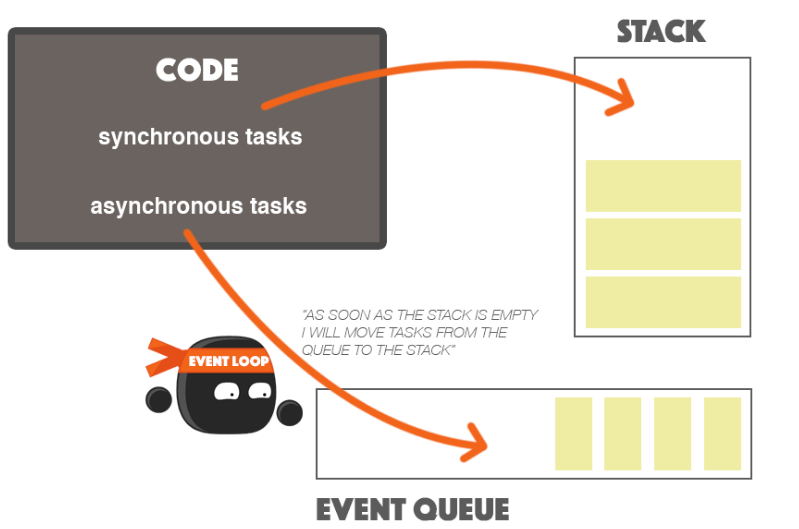 CODE
synchronous tasks
asynchronous tasks
STACK
"AS SOON AS THE STACK IS EMPTY
I WILL MOVE TASKS FROM THE
QUEUE TO THE STACK"
EVENT LOOP
EVENT QUEUE